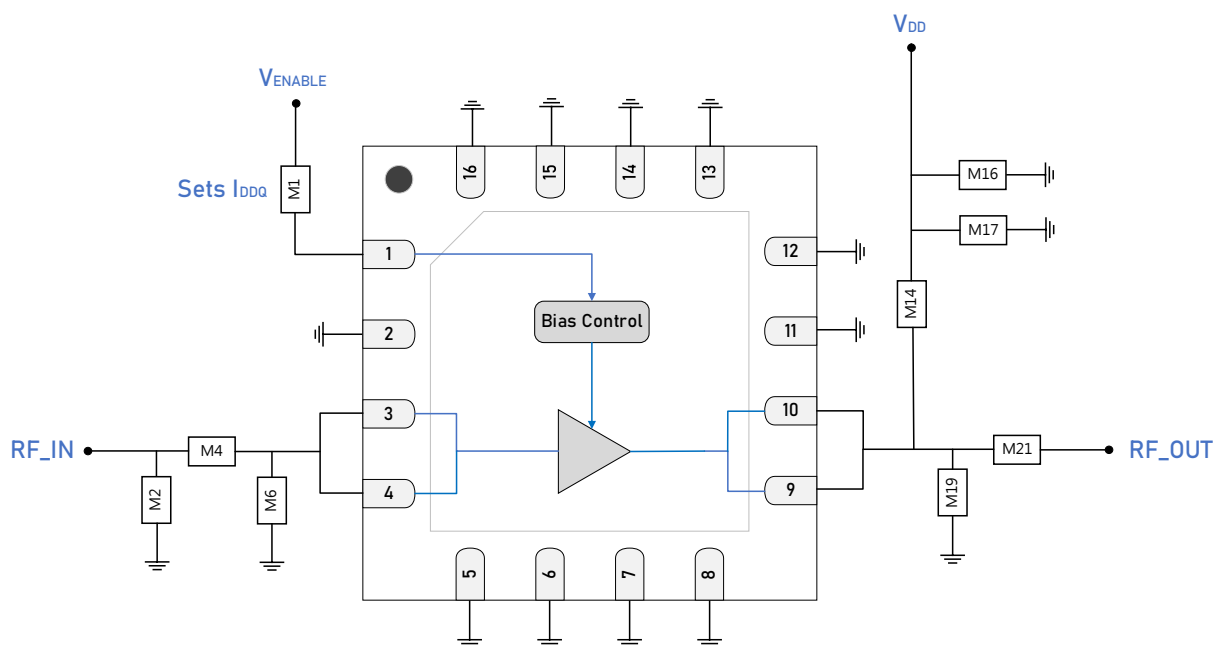 VDD
VENABLE
Sets IDDQ
M1
16
15
14
13
M16
M17
M14
1
12
Bias Control
2
11
3
10
RF_IN
M4
M21
RF_OUT
M2
M6
4
9
M19
5
6
7
8